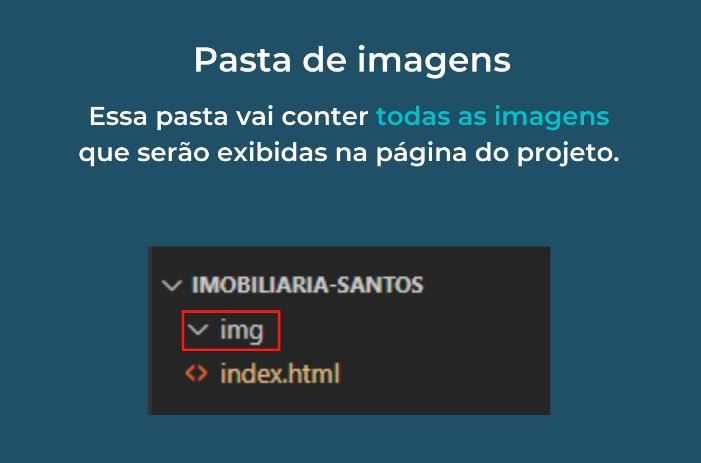 Pasta de imagens
Essa pasta vai conter todas as imagens
que serão exibidas na página do projeto.
IMOBILIARIA-SANTOS
img
index.html